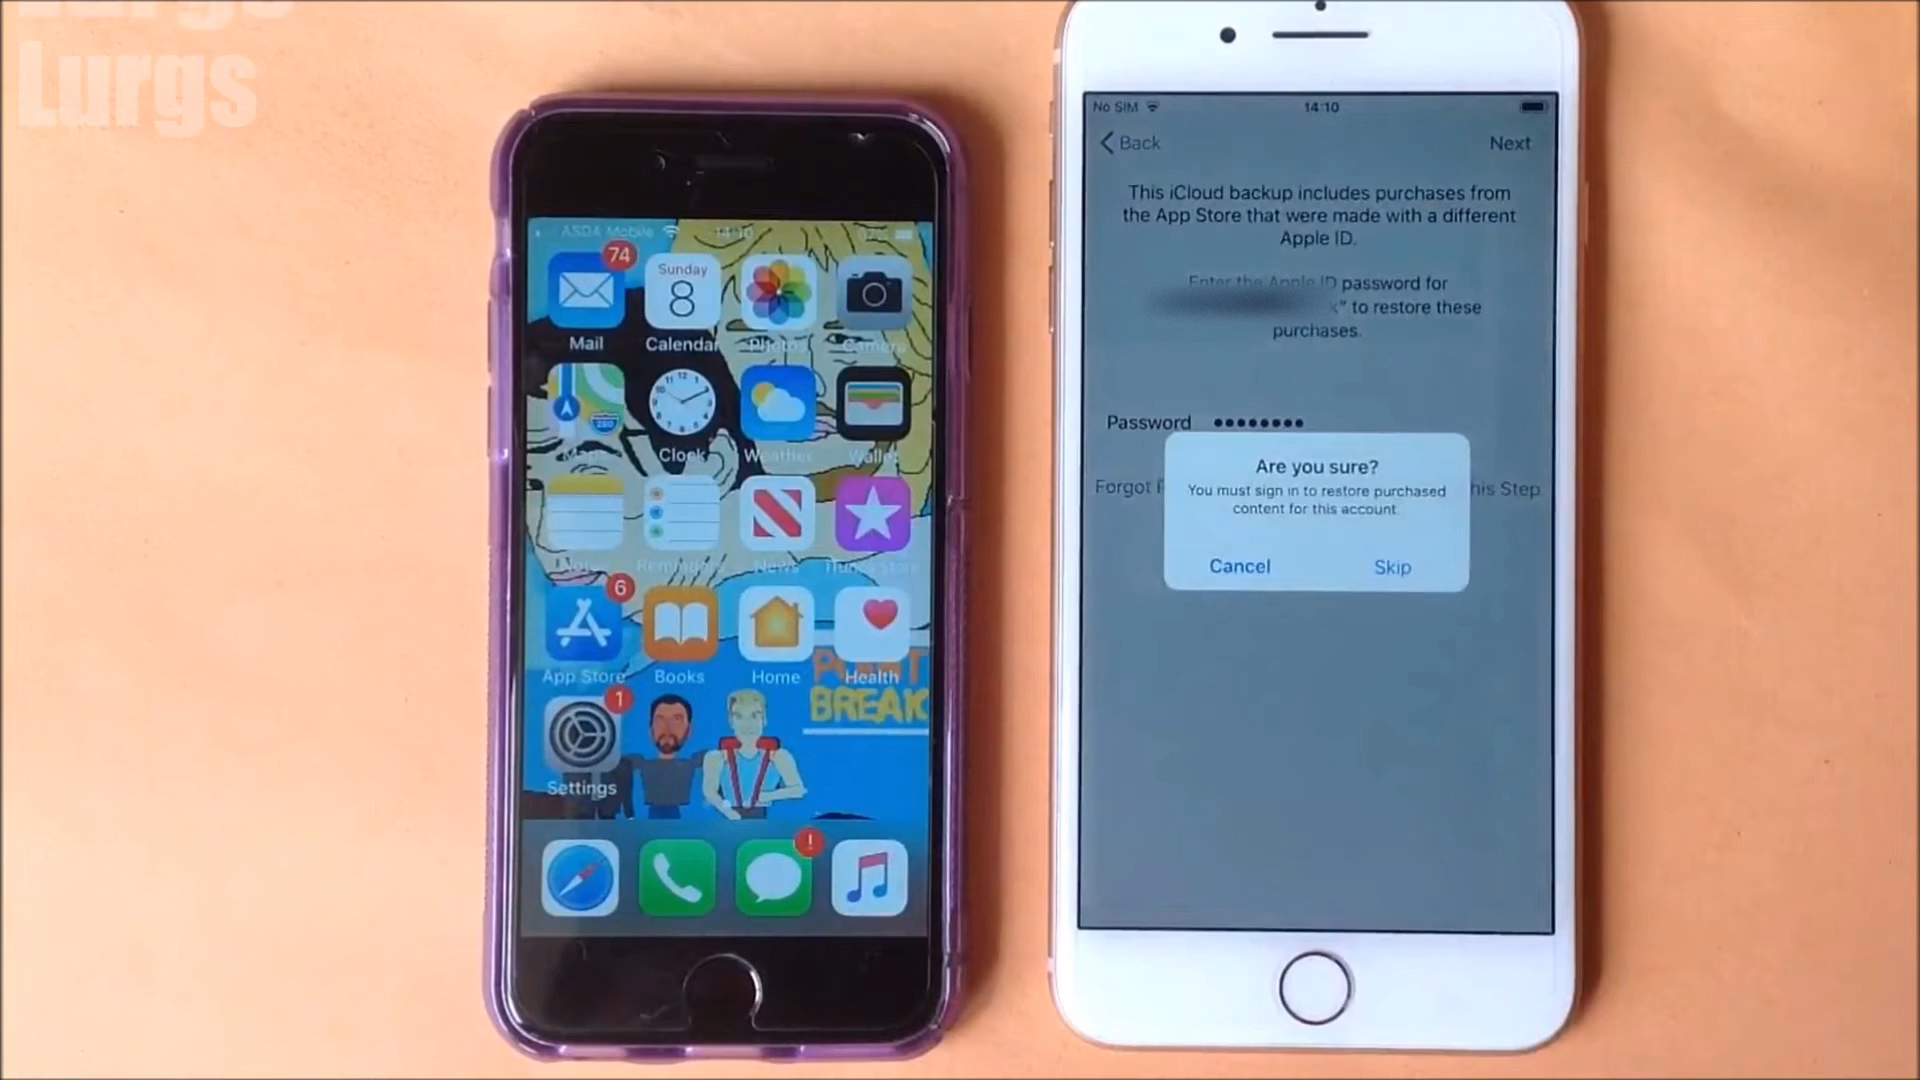 Lurgs
ASDA Mobile 14:10
74
Sunday
8
Mail Calendar Photos Camera
Maps Clock Weather Wallet
Reminders News iTunes Store
6
App Store Books Home Health
POINT
BREAK
1
Settings
!
No SIM 14:10
Back Next
This iCloud backup includes purchases from
the App Store that were made with a different
Apple ID.
Enter the Apple ID password for
" to restore these
purchases.
Password ••••••••
Forgot his Step
Are you sure?
You must sign in to restore purchased
content for this account.
Cancel Skip